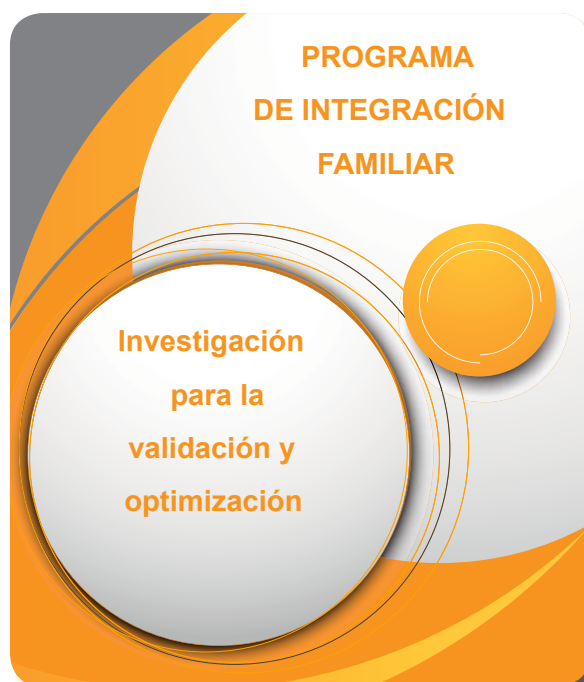 PROGRAMA
DE INTEGRACIÓN
FAMILIAR
Investigación
para la
validación y
optimización